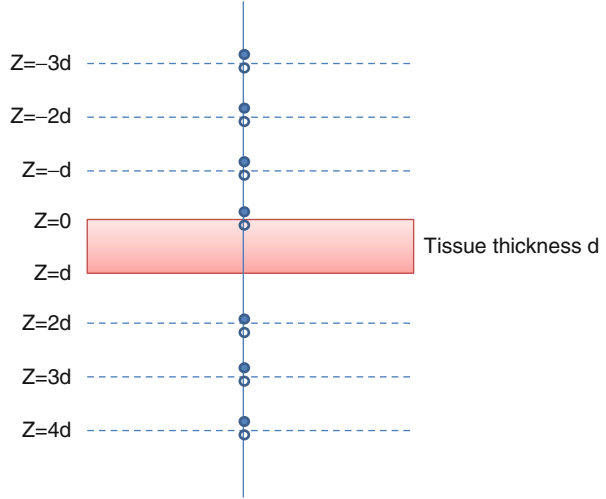 Z=–3d
Z=–2d
Z=–d
Z=0
Tissue thickness d
Z=d
Z=2d
Z=3d
Z=4d